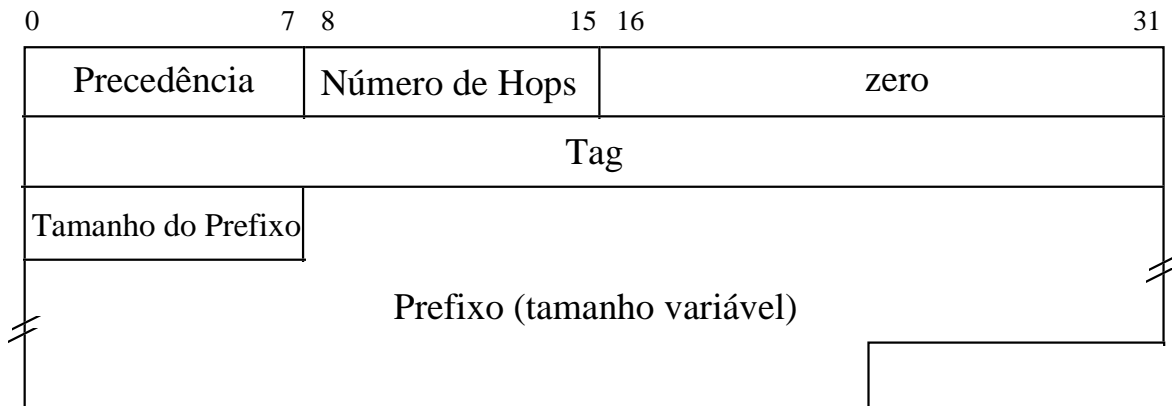 0 7 8 15 16 31
Precedência Número de Hops zero
Tag
Tamanho do Prefixo
Prefixo (tamanho variável)